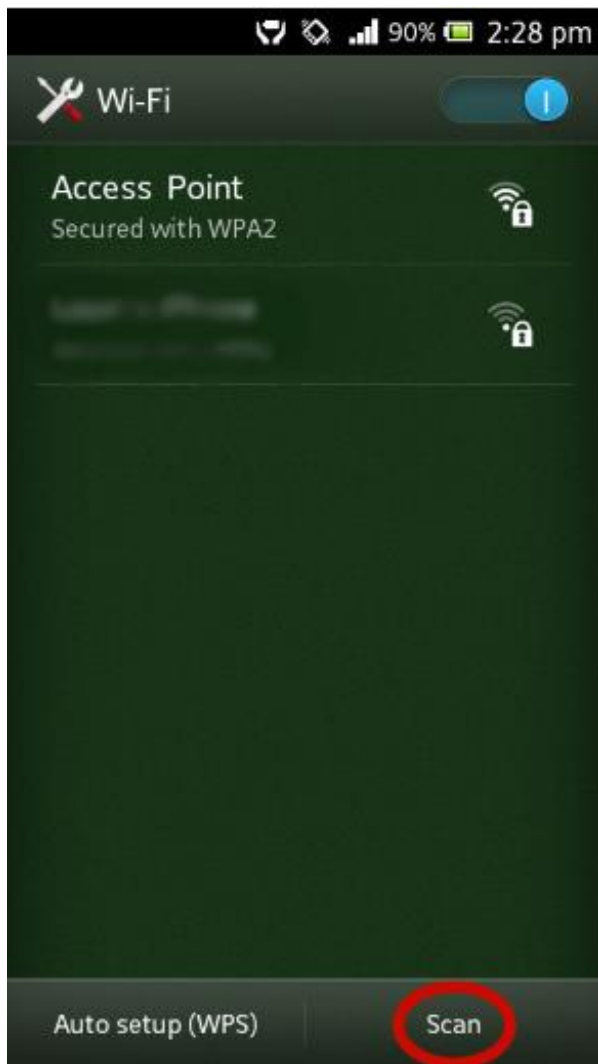 90% 2:28 pm
Wi-Fi
Access Point
Secured with WPA2
Auto setup (WPS) Scan